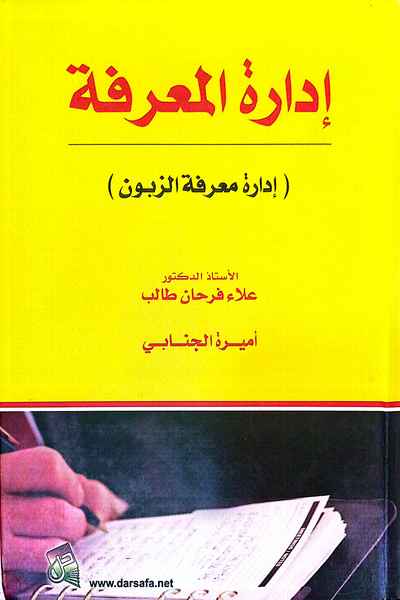 إدارة المعرفة
( إدارة معرفة الزبون )
الأستاذ الدكتور
علاء فرحان طالب
أميرة الجنابي
www.darsafa.net